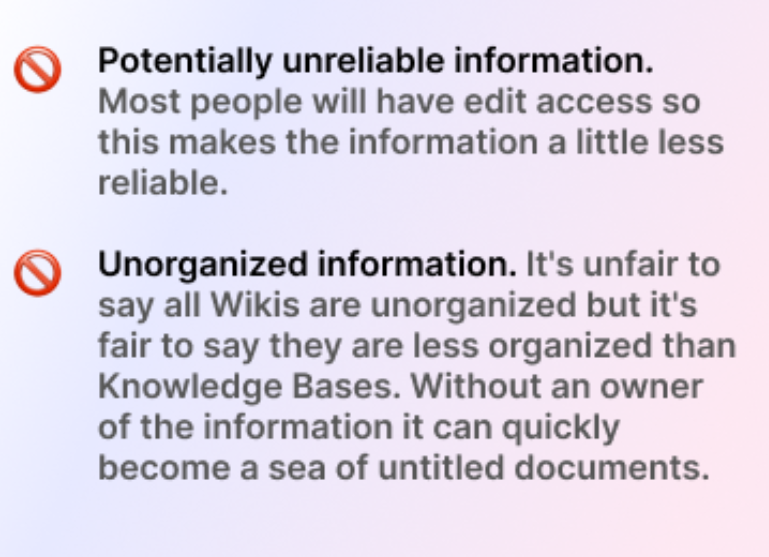 Potentially unreliable information.
Most people will have edit access so
this makes the information a little less
reliable.
Unorganized information. It's unfair to
say all Wikis are unorganized but it's
fair to say they are less organized than
Knowledge Bases. Without an owner
of the information it can quickly
become a sea of untitled documents.